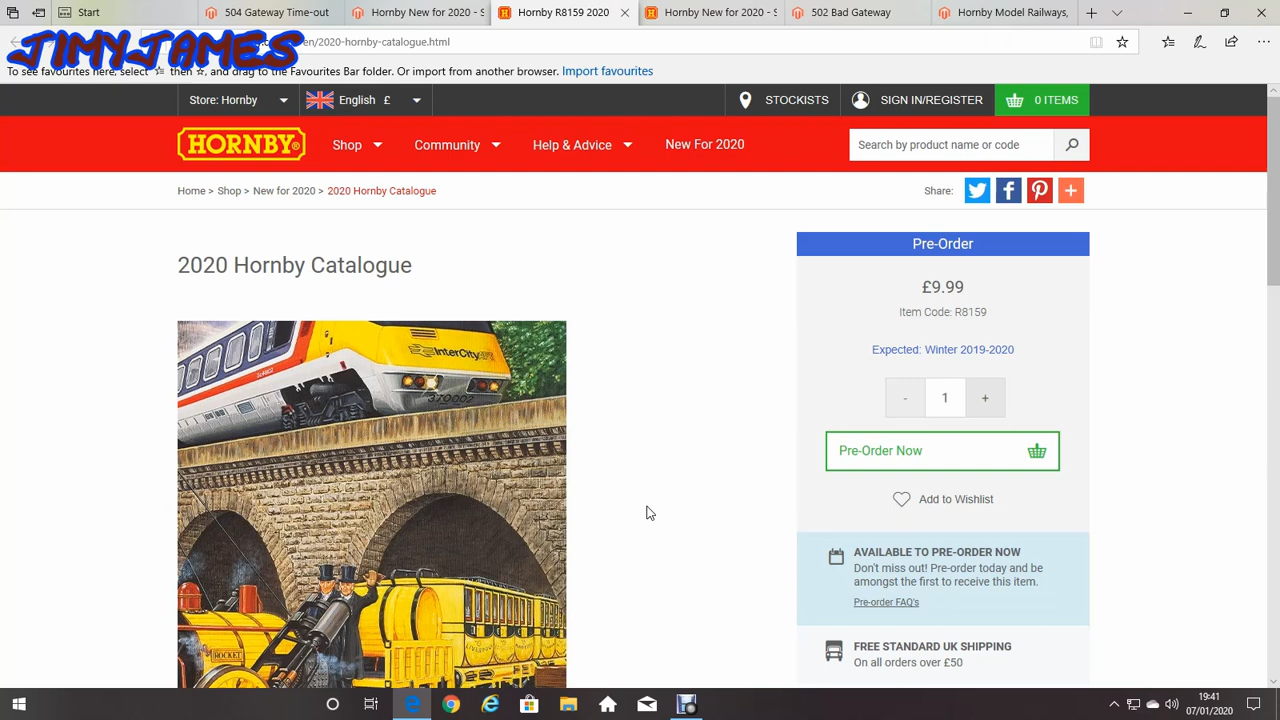 Start
504 Gateway Time-out
Hornby New for 2020 - S
Hornby R8159 2020
Hornby New for 2020 - S
502 Bad Gateway
Hornby Model Railways,
JIMYJAMES
en/2020-hornby-catalogue.html
To see favourites here, select ☆ then ☆, and drag to the Favourites Bar folder. Or import from another browser. Import favourites
Store: Hornby
English £
STOCKISTS
SIGN IN/REGISTER
0 ITEMS
HORNBY®
Shop
Community
Help & Advice
New For 2020
Search by product name or code
Home > Shop > New for 2020 > 2020 Hornby Catalogue
Share:
Pre-Order
2020 Hornby Catalogue
£9.99
Item Code: R8159
InterCity
Expected: Winter 2019-2020
370002
- 1 +
Pre-Order Now
Add to Wishlist
AVAILABLE TO PRE-ORDER NOW
Don't miss out! Pre-order today and be
amongst the first to receive this item.
Pre-order FAQ's
ROCKET
FREE STANDARD UK SHIPPING
On all orders over £50
19:41
07/01/2020